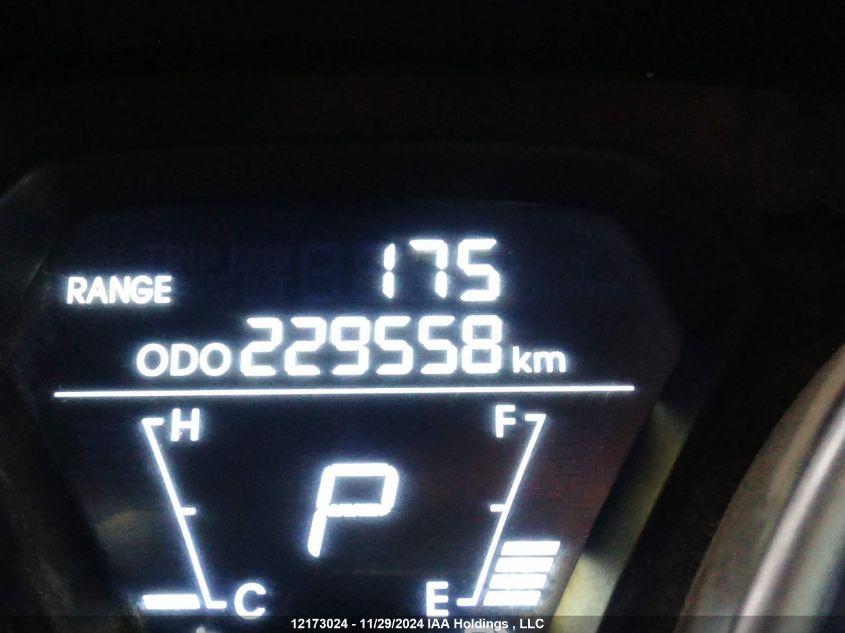 RANGE 175
ODO 229558 km
H F
P
C E
12173024 - 11/29/2024 IAA Holdings , LLC